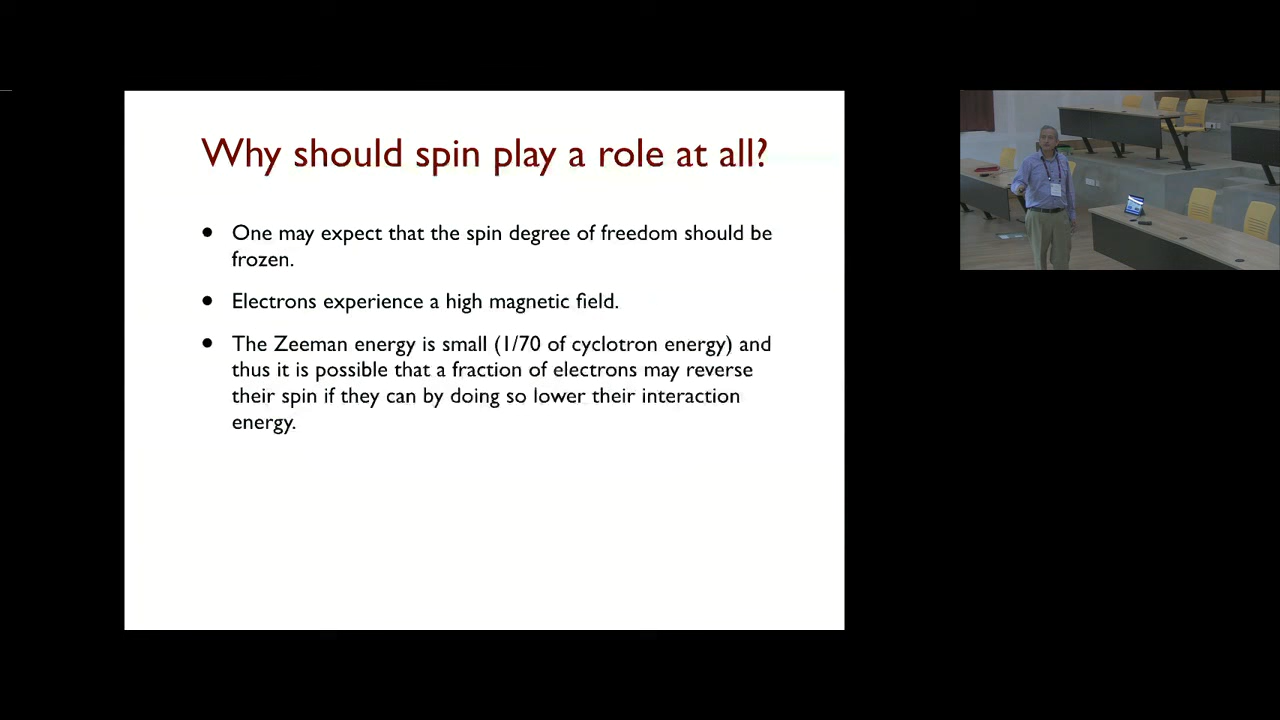 Why should spin play a role at all?
• One may expect that the spin degree of freedom should be
frozen.
• Electrons experience a high magnetic field.
• The Zeeman energy is small (1/70 of cyclotron energy) and
thus it is possible that a fraction of electrons may reverse
their spin if they can by doing so lower their interaction
energy.